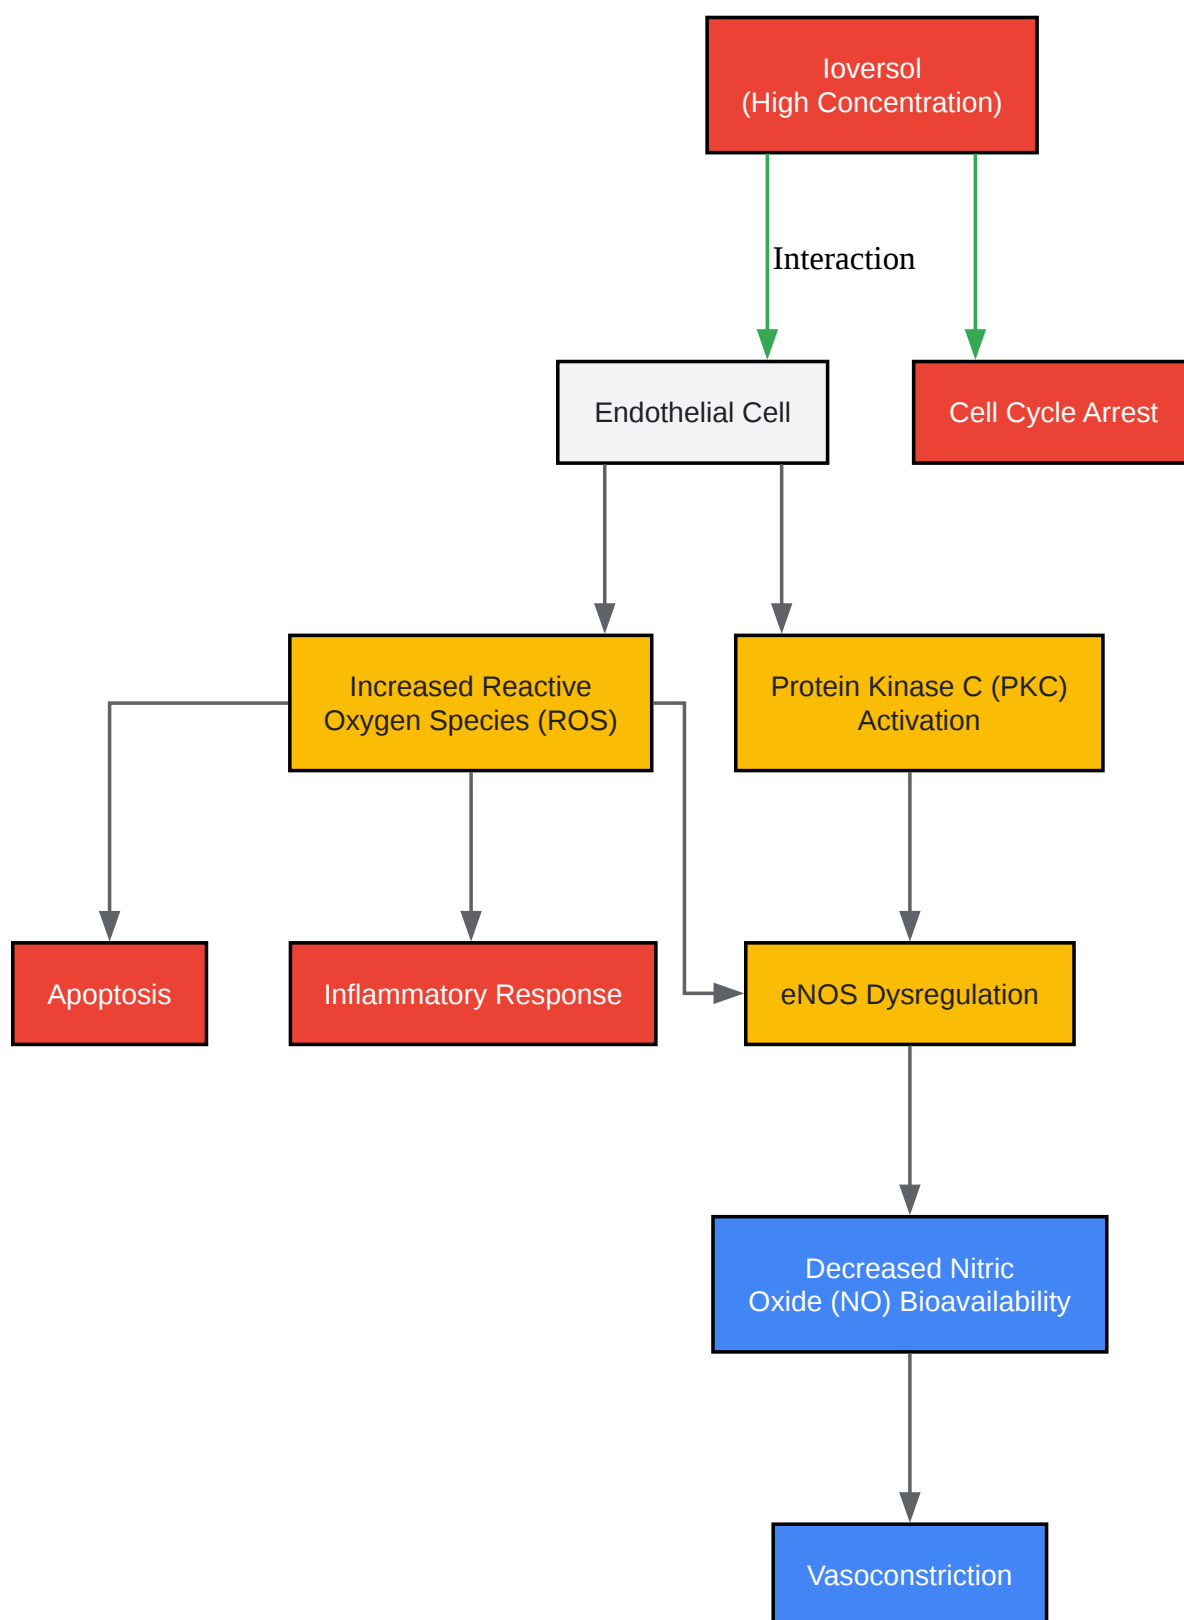 Ioversol
(High Concentration)
Interaction
Endothelial Cell
Cell Cycle Arrest
Increased Reactive
Oxygen Species (ROS)
Protein Kinase C (PKC)
Activation
Apoptosis
Inflammatory Response
eNOS Dysregulation
Decreased Nitric
Oxide (NO) Bioavailability
Vasoconstriction